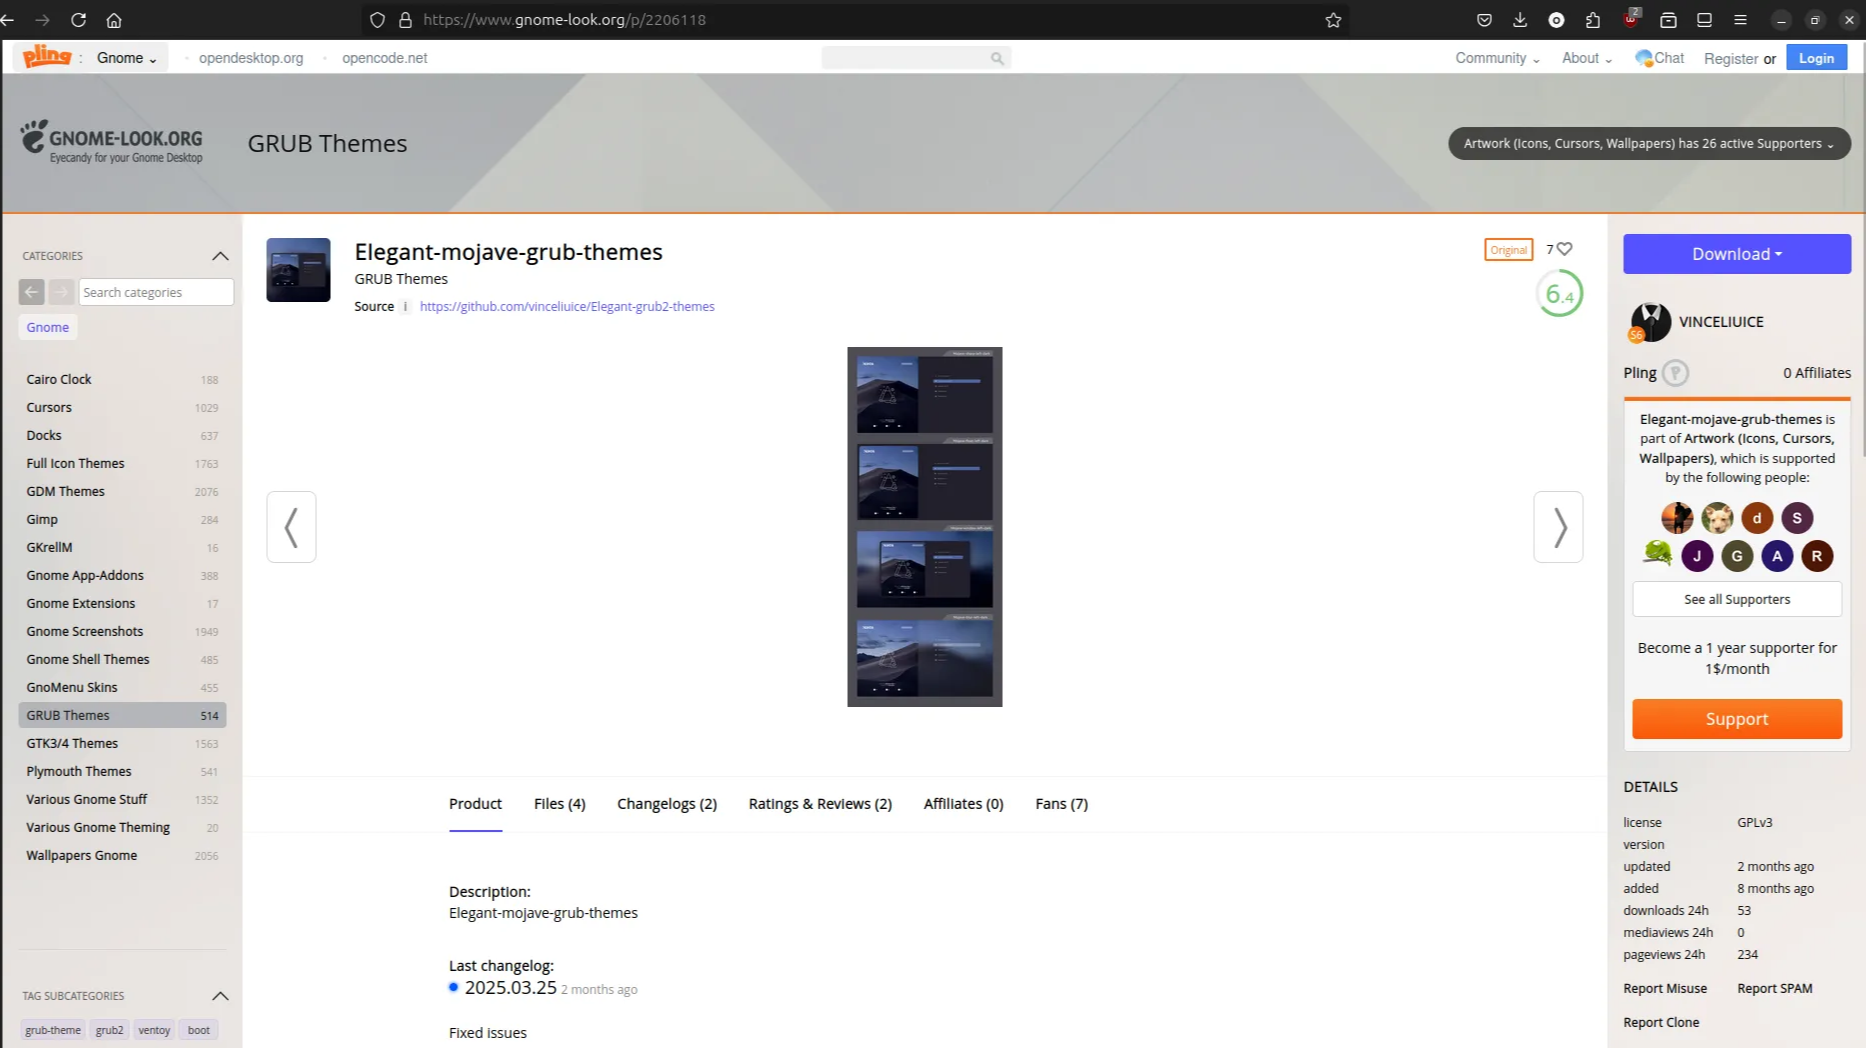 https://www.gnome-look.org/p/2206118
2
pling : Gnome
opendesktop.org
opencode.net
Community
About
Chat
Register or
Login
GNOME-LOOK.ORG
Eyecandy for your Gnome Desktop
GRUB Themes
Artwork (Icons, Cursors, Wallpapers) has 26 active Supporters
CATEGORIES
Search categories
Gnome
Cairo Clock 188
Cursors 1029
Docks 637
Full Icon Themes 1763
GDM Themes 2076
Gimp 284
GKrellM 16
Gnome App-Addons 388
Gnome Extensions 17
Gnome Screenshots 1949
Gnome Shell Themes 485
GnoMenu Skins 455
GRUB Themes 514
GTK3/4 Themes 1563
Plymouth Themes 541
Various Gnome Stuff 1352
Various Gnome Theming 20
Wallpapers Gnome 2056
TAG SUBCATEGORIES
grub-theme grub2 ventoy boot
Elegant-mojave-grub-themes
GRUB Themes
Source i https://github.com/vinceliuice/Elegant-grub2-themes
Original 7
6.4
Product
Files (4)
Changelogs (2)
Ratings & Reviews (2)
Affiliates (0)
Fans (7)
Description:
Elegant-mojave-grub-themes
Last changelog:
2025.03.25 2 months ago
Fixed issues
Download
S6
VINCELIUICE
Pling P 0 Affiliates
Elegant-mojave-grub-themes is
part of Artwork (Icons, Cursors,
Wallpapers), which is supported
by the following people:
d S
J G A R
See all Supporters
Become a 1 year supporter for
1$/month
Support
DETAILS
license GPLv3
version
updated 2 months ago
added 8 months ago
downloads 24h 53
mediaviews 24h 0
pageviews 24h 234
Report Misuse Report SPAM
Report Clone